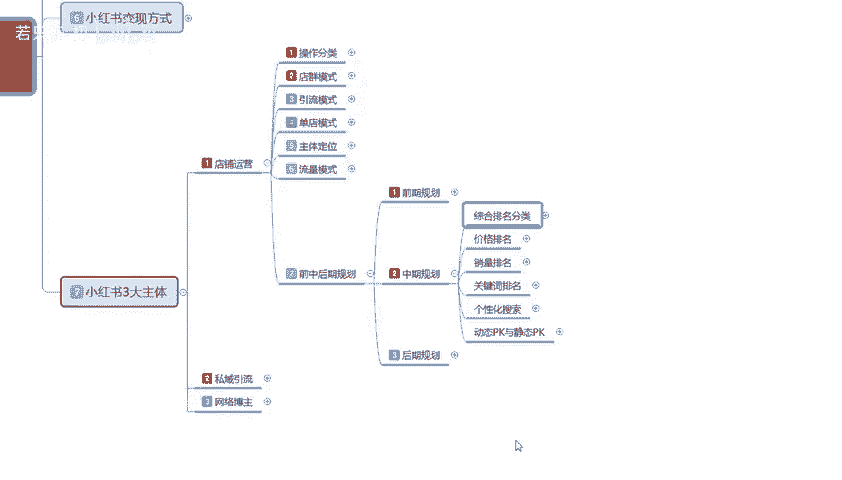 6 小红书变现方式
若
7 小红书3大主体
1 店铺运营
1 操作分类
2 店群模式
3 引流模式
4 单店模式
5 主体定位
6 流量模式
7 前中后期规划
1 前期规划
2 中期规划
综合排名分类
价格排名
销量排名
关键词排名
个性化搜索
动态PK与静态PK
3 后期规划
2 私域引流
3 网络博主